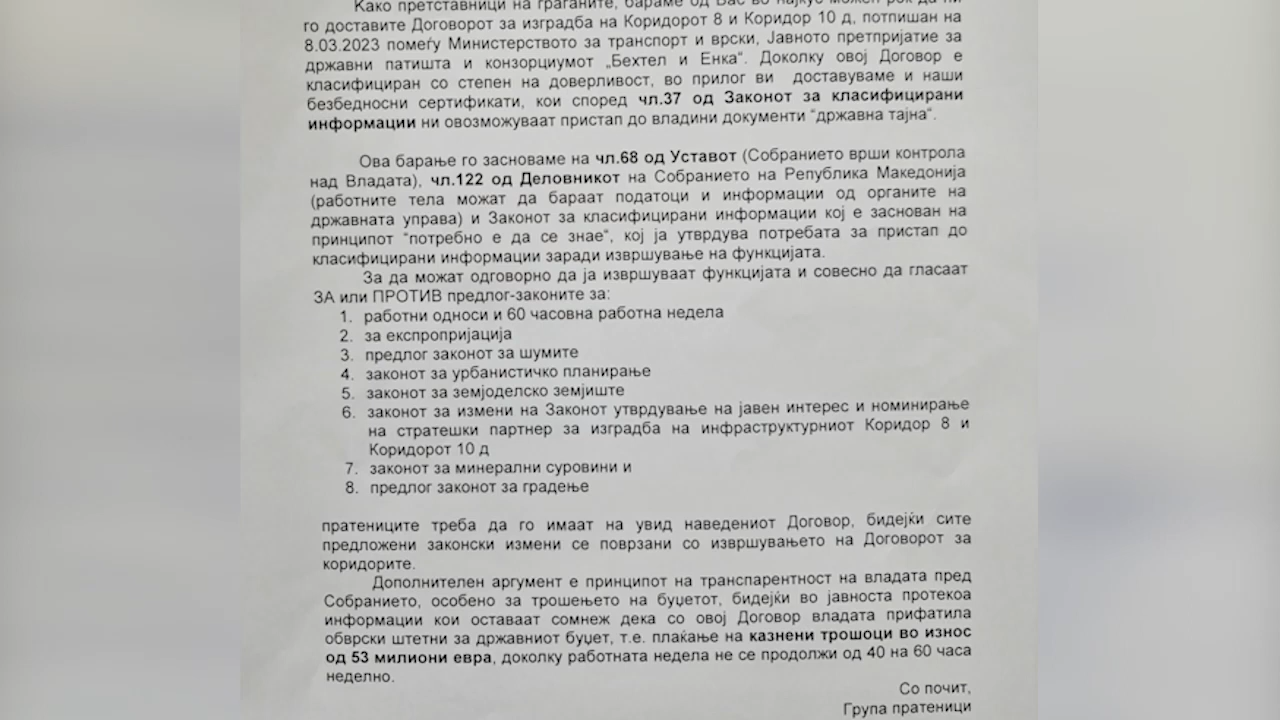 Како претставници на граѓаните, бараме од Вас во најкус можен рок да ни
го доставите Договорот за изградба на Коридорот 8 и Коридор 10 д, потпишан на
8.03.2023 помеѓу Министерството за транспорт и врски, Јавното претпријатие за
државни патишта и конзорциумот „Бехтел и Енка“. Доколку овој Договор е
класифициран со степен на доверливост, во прилог ви доставуваме и наши
безбедносни сертификати, кои според чл.37 од Законот за класифицирани
информации ни овозможуваат пристап до владини документи “државна тајна“.
Ова барање го засноваме на чл.68 од Уставот (Собранието врши контрола
над Владата), чл.122 од Деловникот на Собранието на Република Македонија
(работните тела можат да бараат податоци и информации од органите на
државната управа) и Законот за класифицирани информации кој е заснован на
принципот “потребно е да се знае“, кој ја утврдува потребата за пристап до
класифицирани информации заради извршување на функцијата.
За да можат одговорно да ја извршуваат функцијата и совесно да гласаат
ЗА или ПРОТИВ предлог-законите за:
1. работни односи и 60 часовна работна недела
2. за експропријација
3. предлог законот за шумите
4. законот за урбанистичко планирање
5. законот за земјоделско земјиште
6. законот за измени на Законот утврдување на јавен интерес и номинирање
на стратешки партнер за изградба на инфраструктурниот Коридор 8 и
Коридорот 10 д
7. законот за минерални суровини и
8. предлог законот за градење
пратениците треба да го имаат на увид наведениот Договор, бидејќи сите
предложени законски измени се поврзани со извршувањето на Договорот за
коридорите.
Дополнителен аргумент е принципот на транспарентност на владата пред
Собранието, особено за трошењето на буџетот, бидејќи во јавноста протекоа
информации кои оставаат сомнеж дека со овој Договор владата прифатила
обврски штетни за државниот буџет, т.е. плаќање на казнени трошоци во износ
од 53 милиони евра, доколку работната недела не се продолжи од 40 на 60 часа
неделно.
Со почит,
Група пратеници